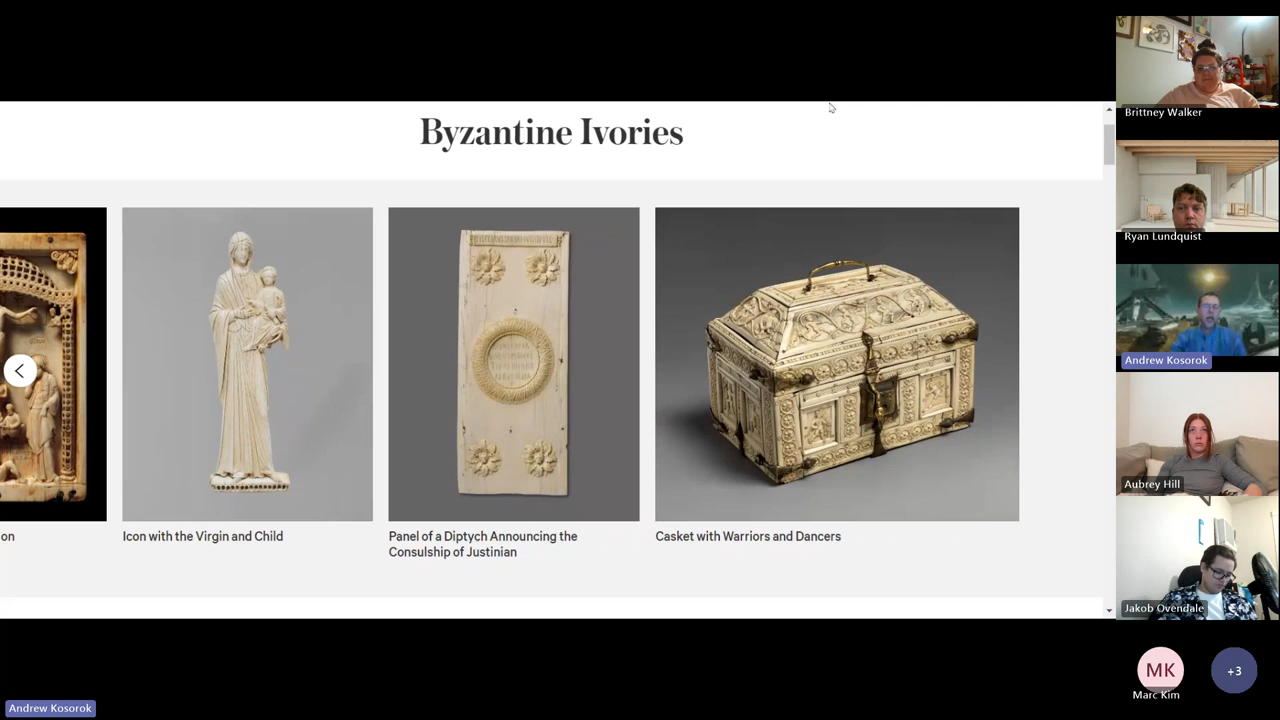 Byzantine Ivories
on
Icon with the Virgin and Child
Panel of a Diptych Announcing the
Consulship of Justinian
Casket with Warriors and Dancers
Brittney Walker
Ryan Lundquist
Andrew Kosorok
Aubrey Hill
Jakob Ovendale
MK
Marc Kim
+3
Andrew Kosorok